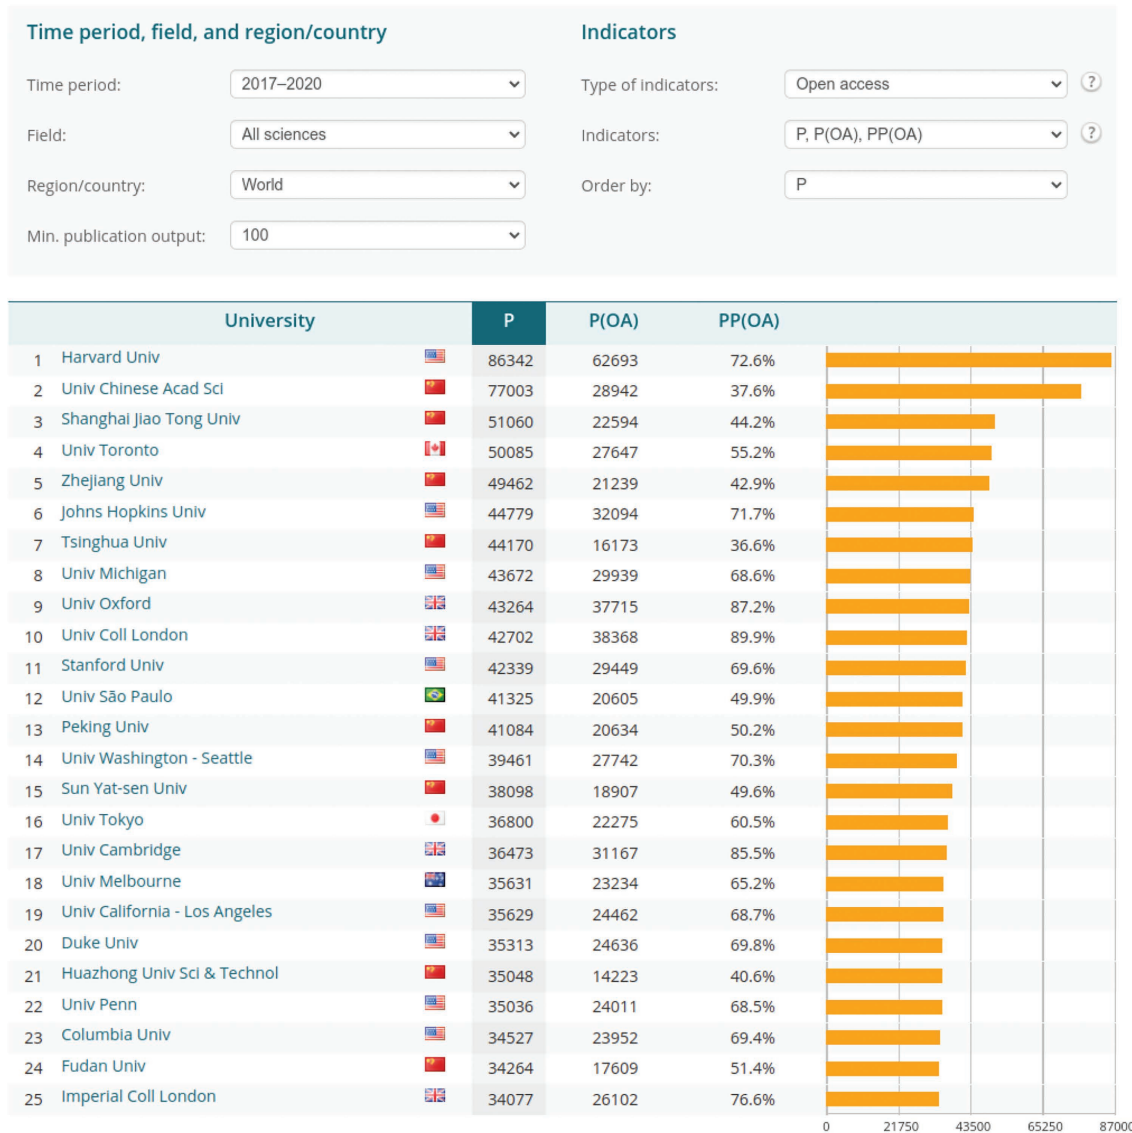 Time period, field, and region/country Indicators
Time period: 2017–2020 Type of indicators: Open access ?
Field: All sciences Indicators: P, P(OA), PP(OA) ?
Region/country: World Order by: P
Min. publication output: 100
University P P(OA) PP(OA)
1 Harvard Univ 86342 62693 72.6%
2 Univ Chinese Acad Sci 77003 28942 37.6%
3 Shanghai Jiao Tong Univ 51060 22594 44.2%
4 Univ Toronto 50085 27647 55.2%
5 Zhejiang Univ 49462 21239 42.9%
6 Johns Hopkins Univ 44779 32094 71.7%
7 Tsinghua Univ 44170 16173 36.6%
8 Univ Michigan 43672 29939 68.6%
9 Univ Oxford 43264 37715 87.2%
10 Univ Coll London 42702 38368 89.9%
11 Stanford Univ 42339 29449 69.6%
12 Univ São Paulo 41325 20605 49.9%
13 Peking Univ 41084 20634 50.2%
14 Univ Washington - Seattle 39461 27742 70.3%
15 Sun Yat-sen Univ 38098 18907 49.6%
16 Univ Tokyo 36800 22275 60.5%
17 Univ Cambridge 36473 31167 85.5%
18 Univ Melbourne 35631 23234 65.2%
19 Univ California - Los Angeles 35629 24462 68.7%
20 Duke Univ 35313 24636 69.8%
21 Huazhong Univ Sci & Technol 35048 14223 40.6%
22 Univ Penn 35036 24011 68.5%
23 Columbia Univ 34527 23952 69.4%
24 Fudan Univ 34264 17609 51.4%
25 Imperial Coll London 34077 26102 76.6%
0 21750 43500 65250 87000